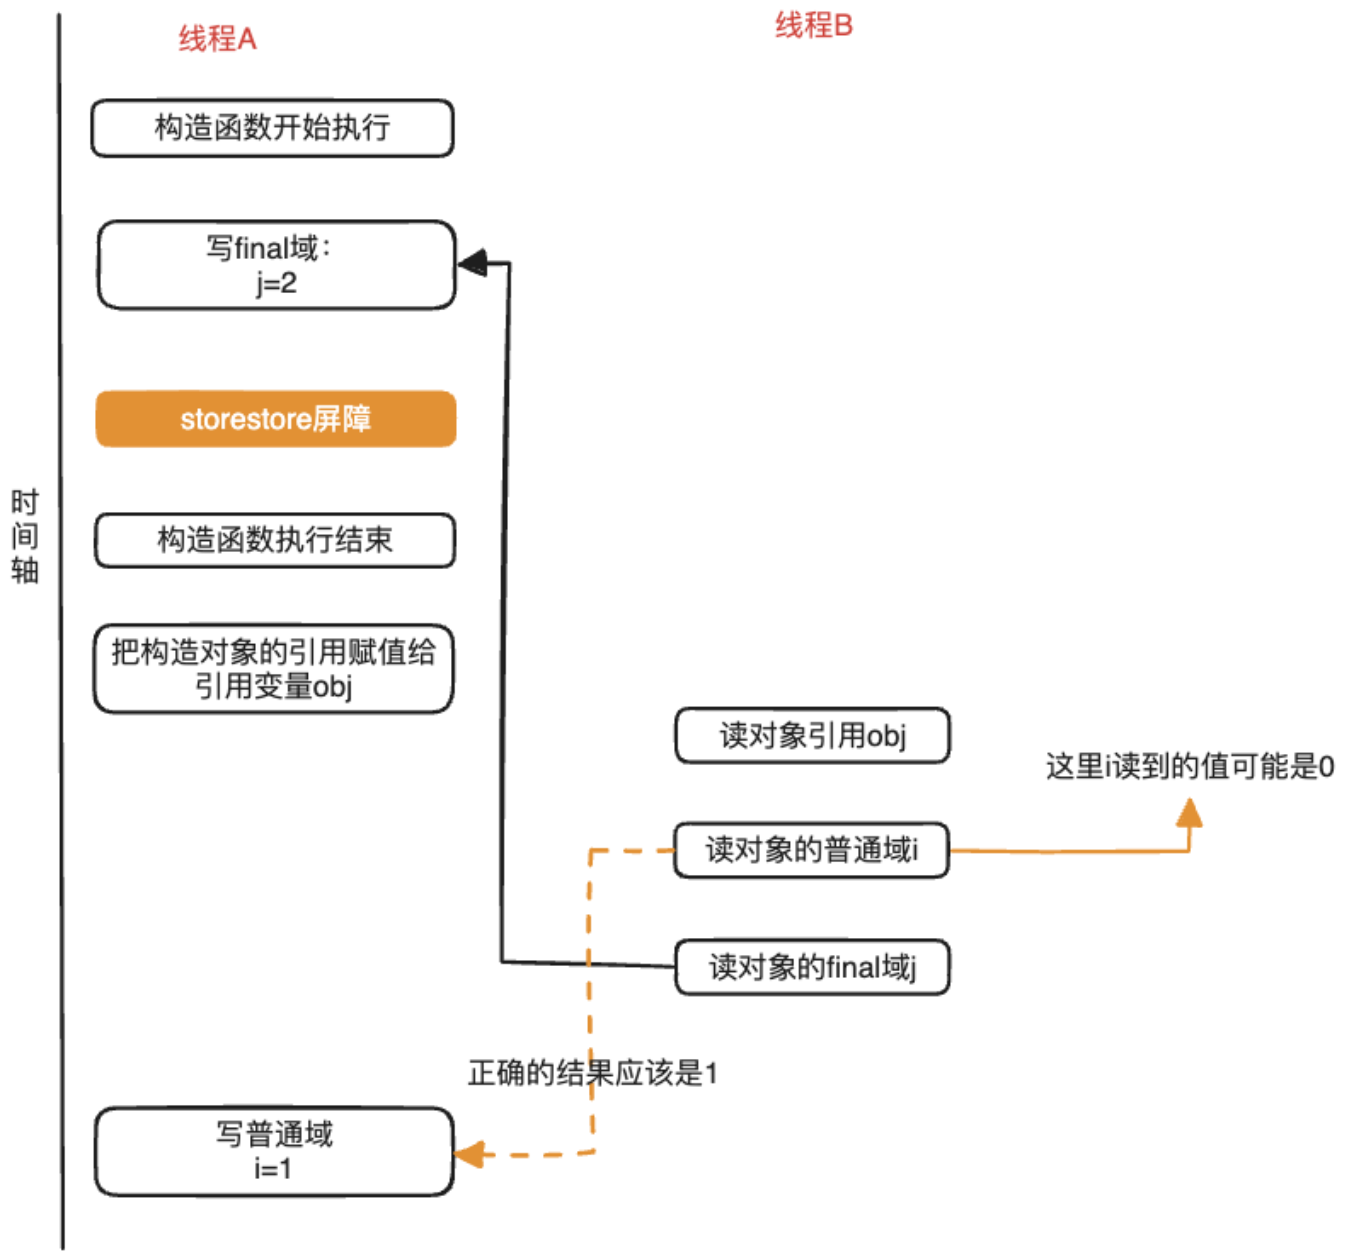 线程A
线程B
构造函数开始执行
写final域：
j=2
storestore屏障
构造函数执行结束
把构造对象的引用赋值给
引用变量obj
时
间
轴
读对象引用obj
这里i读到的值可能是0
读对象的普通域i
读对象的final域j
正确的结果应该是1
写普通域
i=1